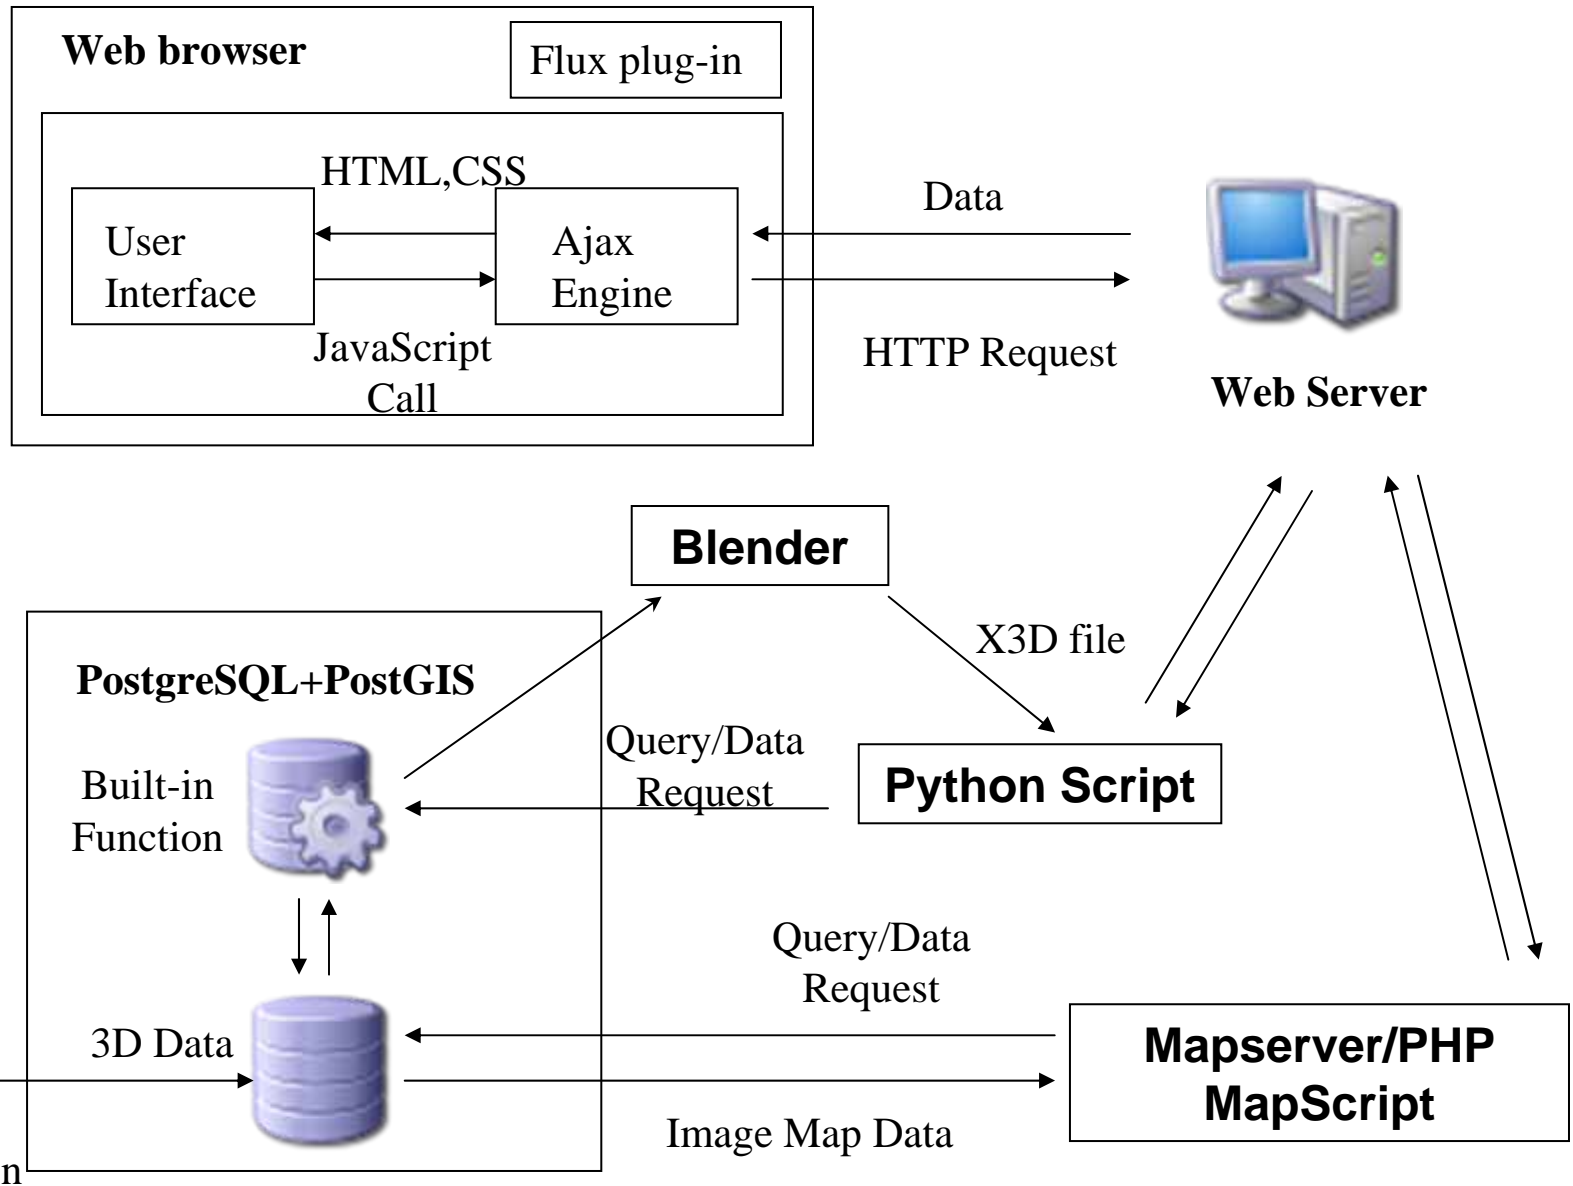 Web browser
Flux plug-in
HTML,CSS
User
Interface
Ajax
Engine
JavaScript
Call
Data
HTTP Request
Web Server
Blender
X3D file
PostgreSQL+PostGIS
Query/Data
Request
Python Script
Built-in
Function
Query/Data
Request
3D Data
Mapserver/PHP
MapScript
Image Map Data
n